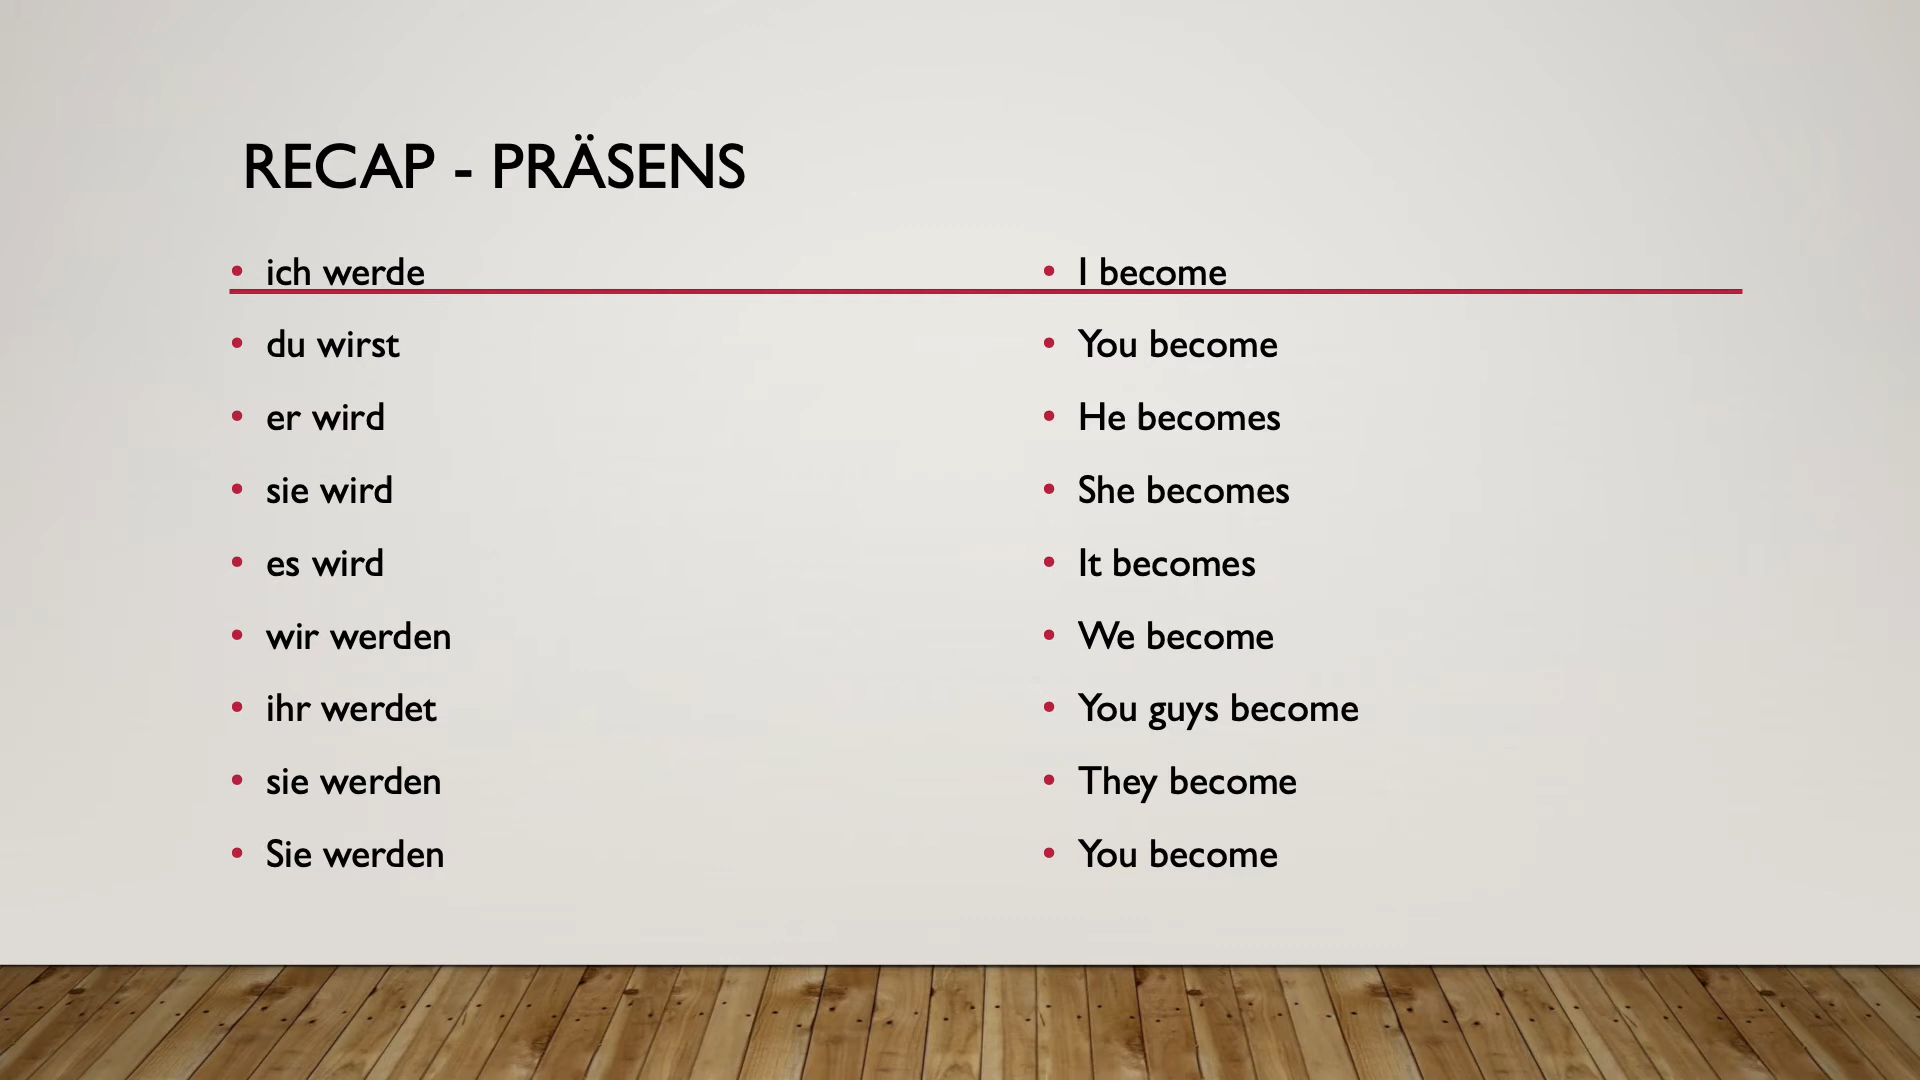 RECAP - PRÄSENS
• ich werde
• du wirst
• er wird
• sie wird
• es wird
• wir werden
• ihr werdet
• sie werden
• Sie werden
• I become
• You become
• He becomes
• She becomes
• It becomes
• We become
• You guys become
• They become
• You become